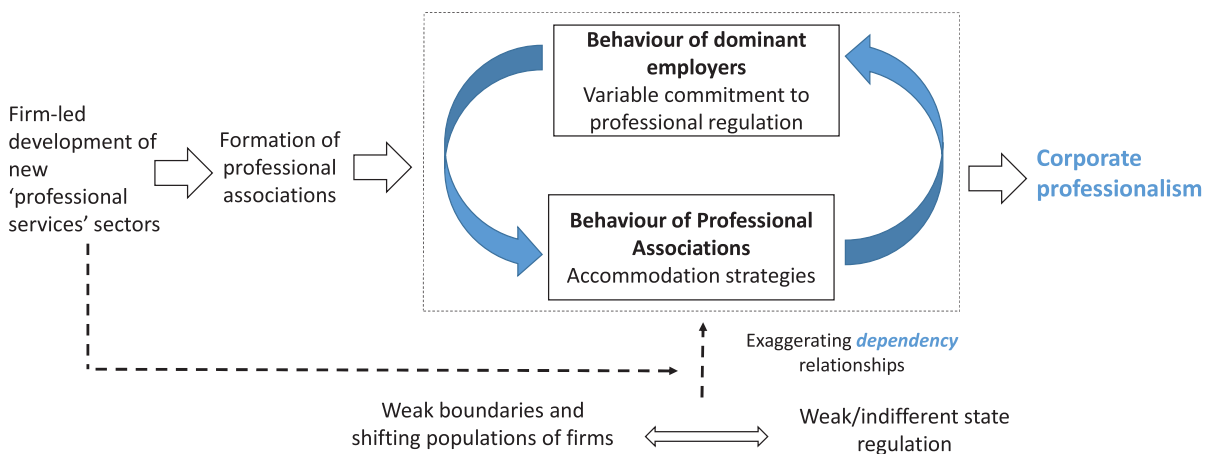 Firm-led
development of
new
‘professional
services’ sectors
Formation of
professional
associations
Behaviour of dominant
employers
Variable commitment to
professional regulation
Behaviour of Professional
Associations
Accommodation strategies
Corporate
professionalism
Exaggerating dependency
relationships
Weak boundaries and
shifting populations of firms
Weak/indifferent state
regulation